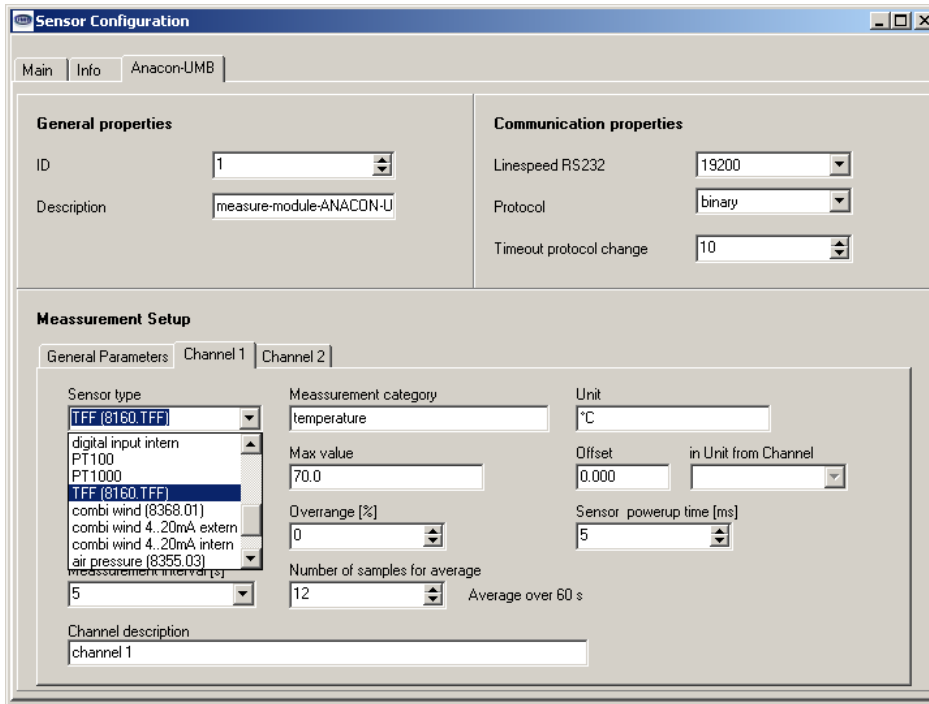 Sensor Configuration
Main Info Anacon-UMB
General properties
ID 1
Description measure-module-ANACON-U
Communication properties
Linespeed RS232 19200
Protocol binary
Timeout protocol change 10
Meassurement Setup
General Parameters Channel 1 Channel 2
Sensor type
TFF (8160.TFF)
digital input intern
PT100
PT1000
TFF (8160.TFF)
combi wind (8368.01)
combi wind 4..20mA extern
combi wind 4..20mA intern
air pressure (8355.03)
Meassurement category
temperature
Unit
°C
Max value
70.0
Offset
0.000
in Unit from Channel
Overrange [%]
0
Sensor powerup time [ms]
5
Measurement interval [s]
5
Number of samples for average
12 Average over 60 s
Channel description
channel 1